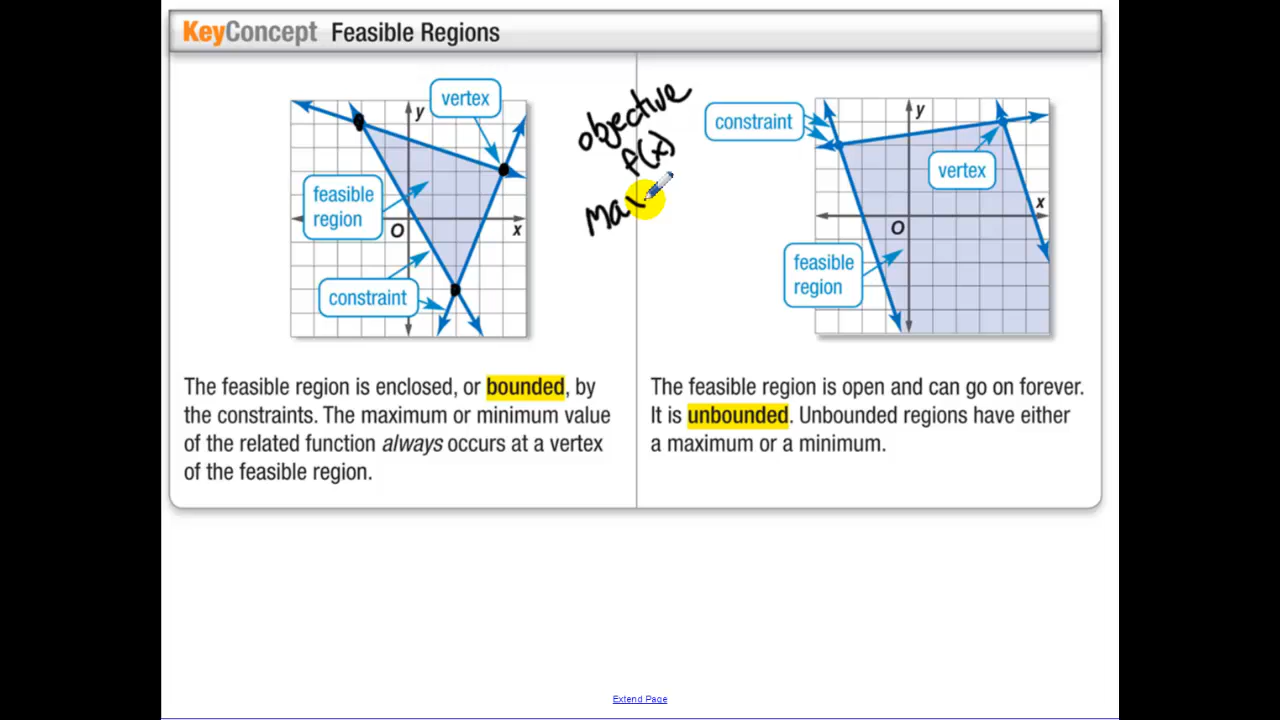 KeyConcept Feasible Regions
vertex
y
feasible
region
O
x
constraint
objective
f(x)
Max
constraint
y
vertex
x
O
feasible
region
The feasible region is enclosed, or bounded, by
the constraints. The maximum or minimum value
of the related function always occurs at a vertex
of the feasible region.
The feasible region is open and can go on forever.
It is unbounded. Unbounded regions have either
a maximum or a minimum.
Extend Page